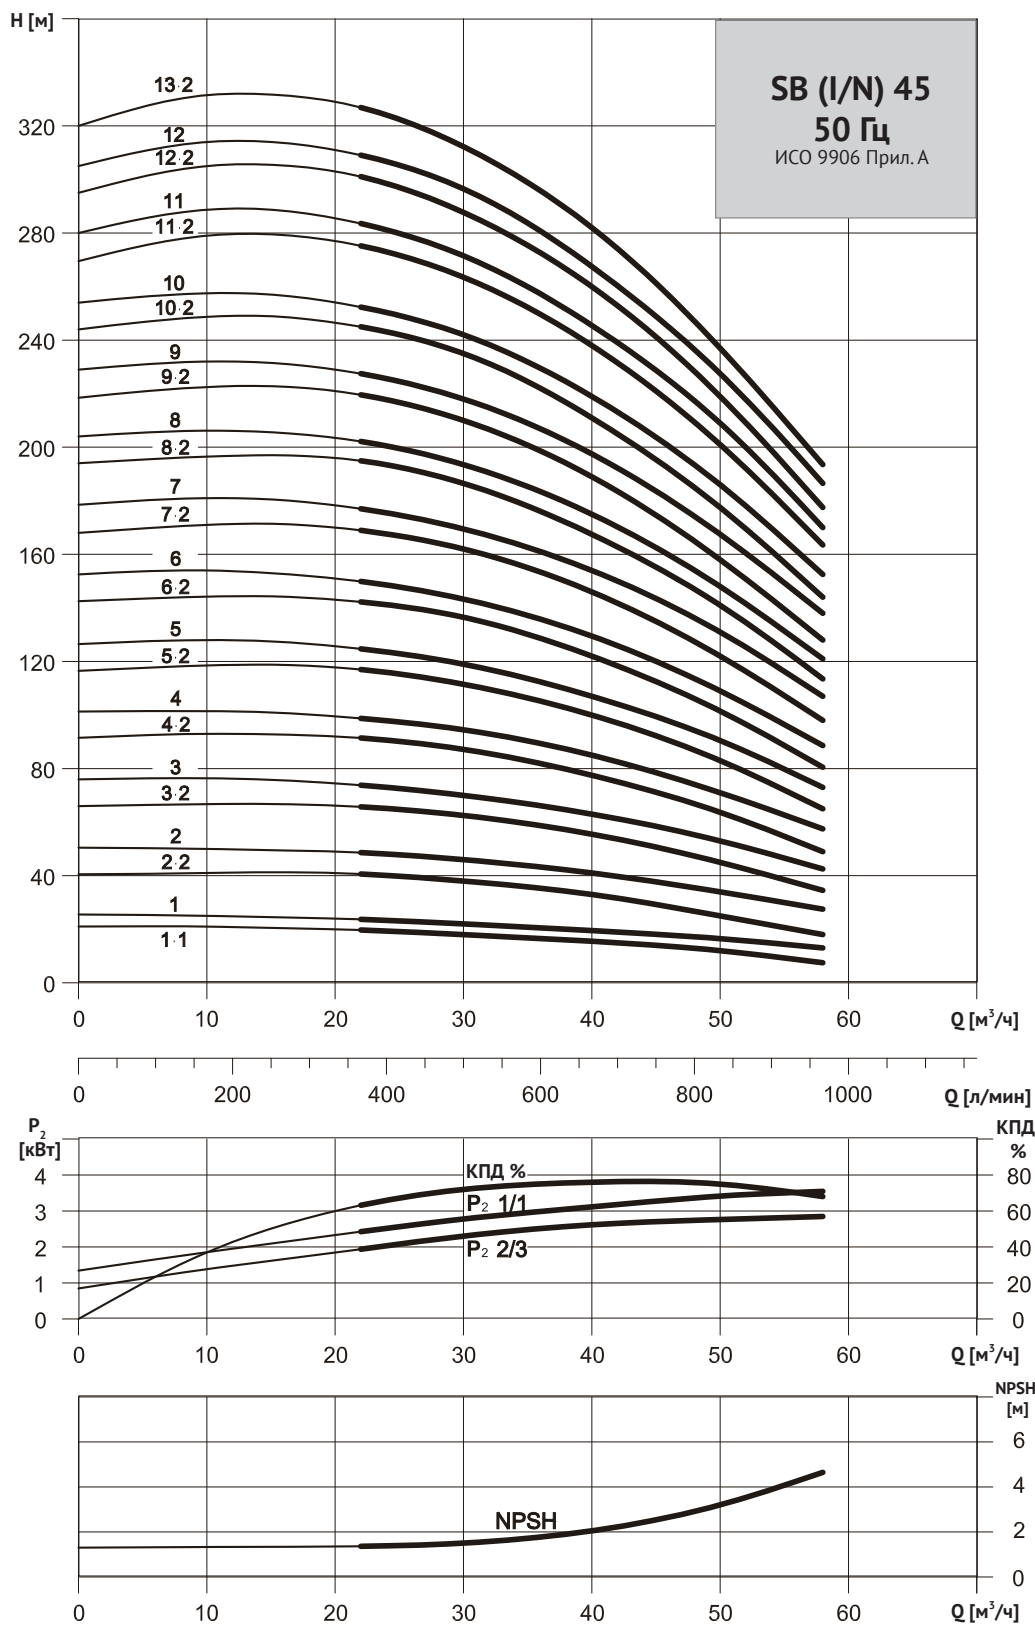 H [м]
SB (I/N) 45
50 Гц
ИСО 9906 Прил. А
13·2
320
12
12·2
11
280
11·2
10
10·2
240
9
9·2
8
200
8·2
7
7·2
160
6
6·2
5
120
5·2
4
4·2
80
3
3·2
2
2·2
40
1
1·1
0
0 10 20 30 40 50 60 Q [м³/ч]
0 200 400 600 800 1000 Q [л/мин]
P₂ [кВт]
КПД %
4 КПД % 80
P₂ 1/1
3 60
2 P₂ 2/3 40
1 20
0 0
0 10 20 30 40 50 60 Q [м³/ч]
NPSH
[м]
6
4
NPSH
2
0
0 10 20 30 40 50 60 Q [м³/ч]